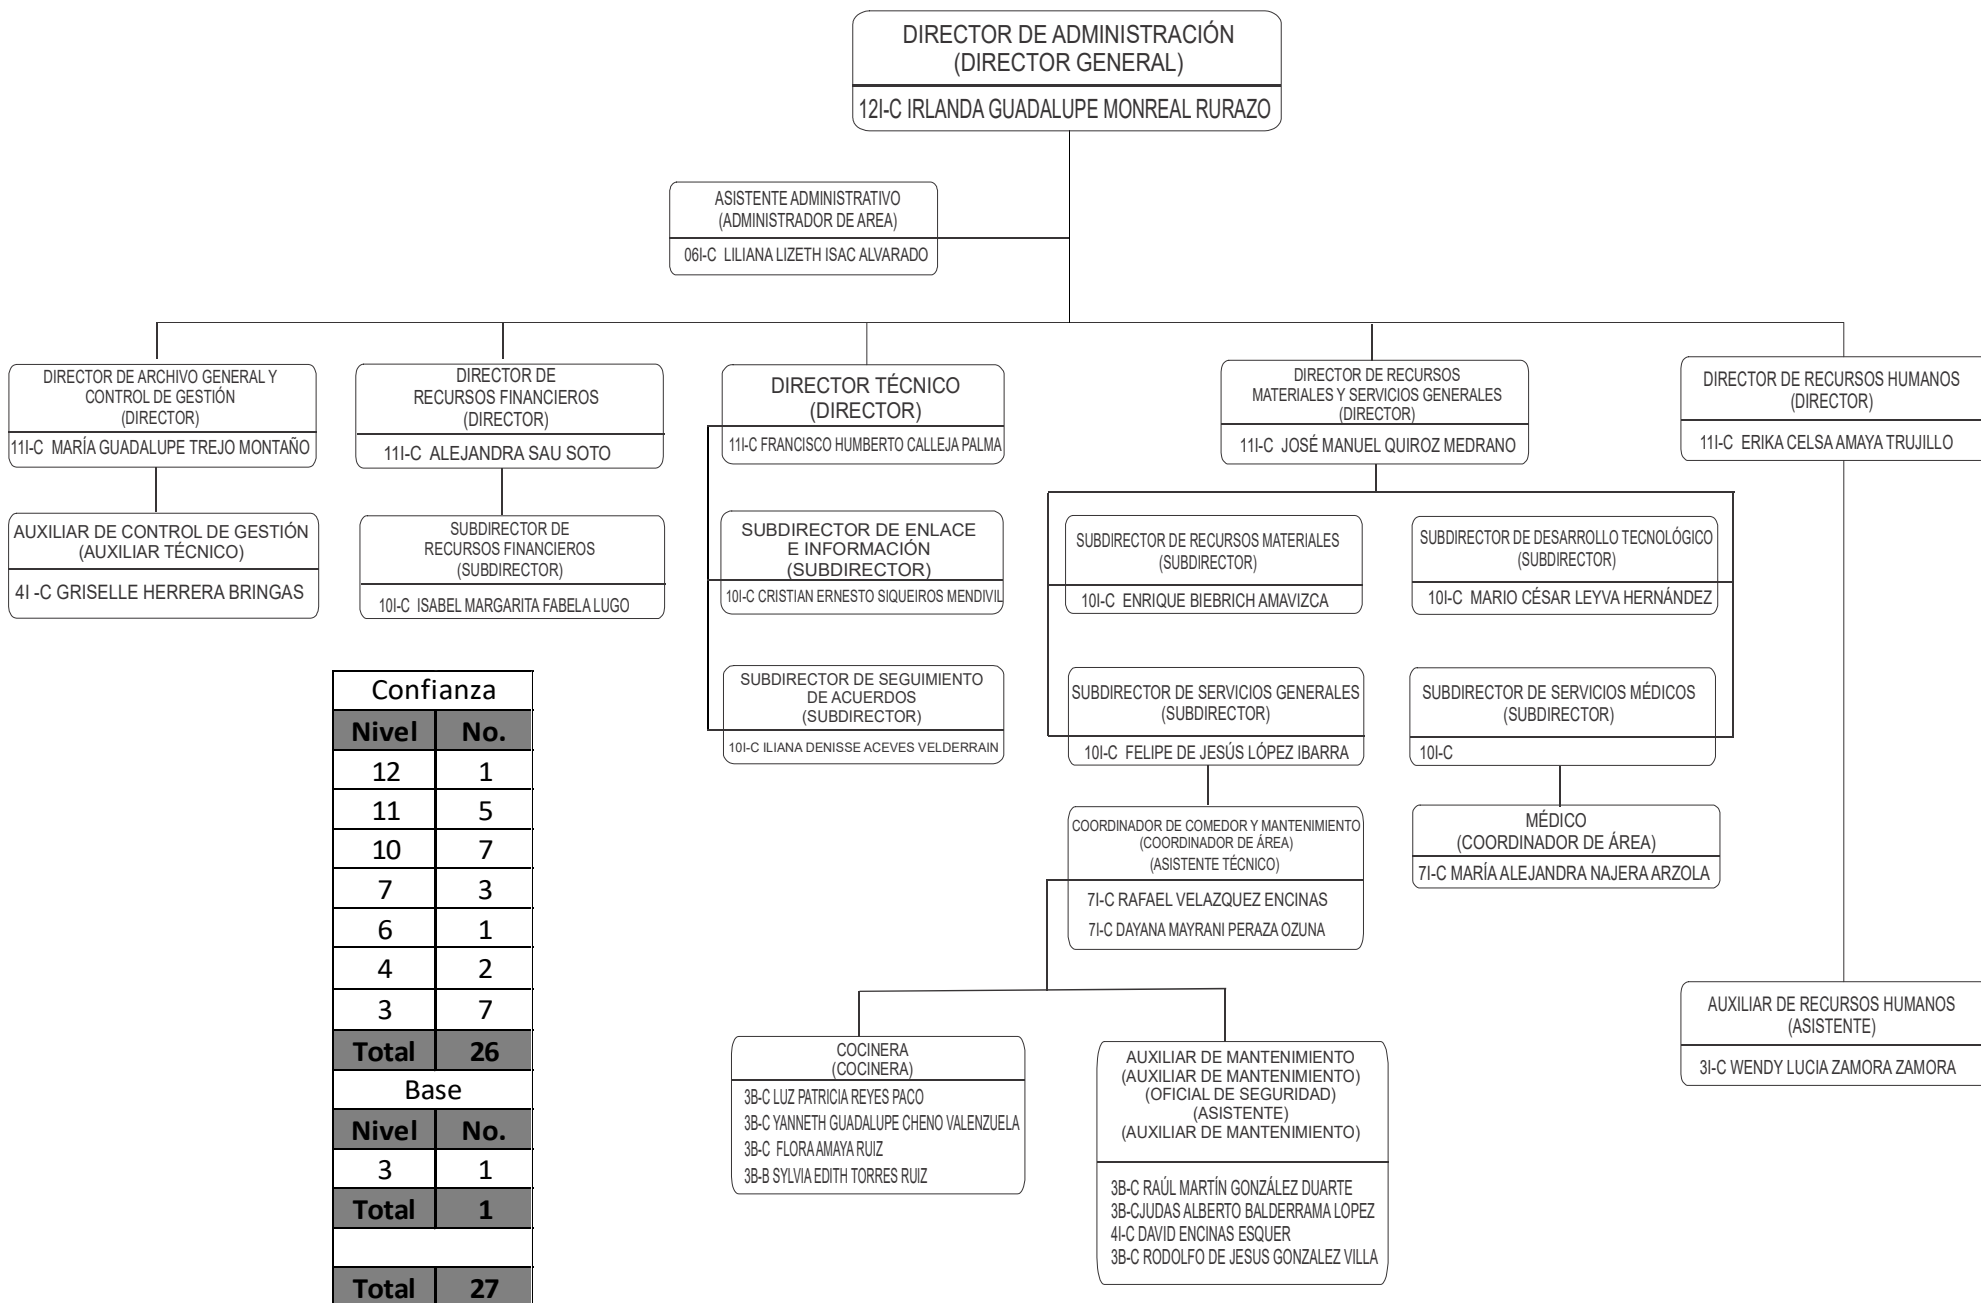 DIRECTOR DE ADMINISTRACIÓN
(DIRECTOR GENERAL)
12I-C IRLANDA GUADALUPE MONREAL RURAZO
ASISTENTE ADMINISTRATIVO
(ADMINISTRADOR DE AREA)
06I-C LILIANA LIZETH ISAC ALVARADO
DIRECTOR DE ARCHIVO GENERAL Y
CONTROL DE GESTIÓN
(DIRECTOR)
11I-C MARÍA GUADALUPE TREJO MONTAÑO
DIRECTOR DE
RECURSOS FINANCIEROS
(DIRECTOR)
11I-C ALEJANDRA SAU SOTO
DIRECTOR TÉCNICO
(DIRECTOR)
11I-C FRANCISCO HUMBERTO CALLEJA PALMA
DIRECTOR DE RECURSOS
MATERIALES Y SERVICIOS GENERALES
(DIRECTOR)
11I-C JOSÉ MANUEL QUIROZ MEDRANO
DIRECTOR DE RECURSOS HUMANOS
(DIRECTOR)
11I-C ERIKA CELSA AMAYA TRUJILLO
AUXILIAR DE CONTROL DE GESTIÓN
(AUXILIAR TÉCNICO)
4I -C GRISELLE HERRERA BRINGAS
SUBDIRECTOR DE
RECURSOS FINANCIEROS
(SUBDIRECTOR)
10I-C ISABEL MARGARITA FABELA LUGO
SUBDIRECTOR DE ENLACE
E INFORMACIÓN
(SUBDIRECTOR)
10I-C CRISTIAN ERNESTO SIQUEIROS MENDIVIL
SUBDIRECTOR DE RECURSOS MATERIALES
(SUBDIRECTOR)
10I-C ENRIQUE BIEBRICH AMAVIZCA
SUBDIRECTOR DE DESARROLLO TECNOLÓGICO
(SUBDIRECTOR)
10I-C MARIO CÉSAR LEYVA HERNÁNDEZ
SUBDIRECTOR DE SEGUIMIENTO
DE ACUERDOS
(SUBDIRECTOR)
10I-C ILIANA DENISSE ACEVES VELDERRAIN
SUBDIRECTOR DE SERVICIOS GENERALES
(SUBDIRECTOR)
10I-C FELIPE DE JESÚS LÓPEZ IBARRA
SUBDIRECTOR DE SERVICIOS MÉDICOS
(SUBDIRECTOR)
10I-C
COORDINADOR DE COMEDOR Y MANTENIMIENTO
(COORDINADOR DE ÁREA)
(ASISTENTE TÉCNICO)
7I-C RAFAEL VELAZQUEZ ENCINAS
7I-C DAYANA MAYRANI PERAZA OZUNA
MÉDICO
(COORDINADOR DE ÁREA)
7I-C MARÍA ALEJANDRA NAJERA ARZOLA
AUXILIAR DE RECURSOS HUMANOS
(ASISTENTE)
3I-C WENDY LUCIA ZAMORA ZAMORA
COCINERA
(COCINERA)
3B-C LUZ PATRICIA REYES PACO
3B-C YANNETH GUADALUPE CHENO VALENZUELA
3B-C FLORA AMAYA RUIZ
3B-B SYLVIA EDITH TORRES RUIZ
AUXILIAR DE MANTENIMIENTO
(AUXILIAR DE MANTENIMIENTO)
(OFICIAL DE SEGURIDAD)
(ASISTENTE)
(AUXILIAR DE MANTENIMIENTO)
3B-C RAÚL MARTÍN GONZÁLEZ DUARTE
3B-CJUDAS ALBERTO BALDERRAMA LOPEZ
4I-C DAVID ENCINAS ESQUER
3B-C RODOLFO DE JESUS GONZALEZ VILLA
Confianza
Nivel No.
12 1
11 5
10 7
7 3
6 1
4 2
3 7
Total 26
Base
Nivel No.
3 1
Total 1
Total 27